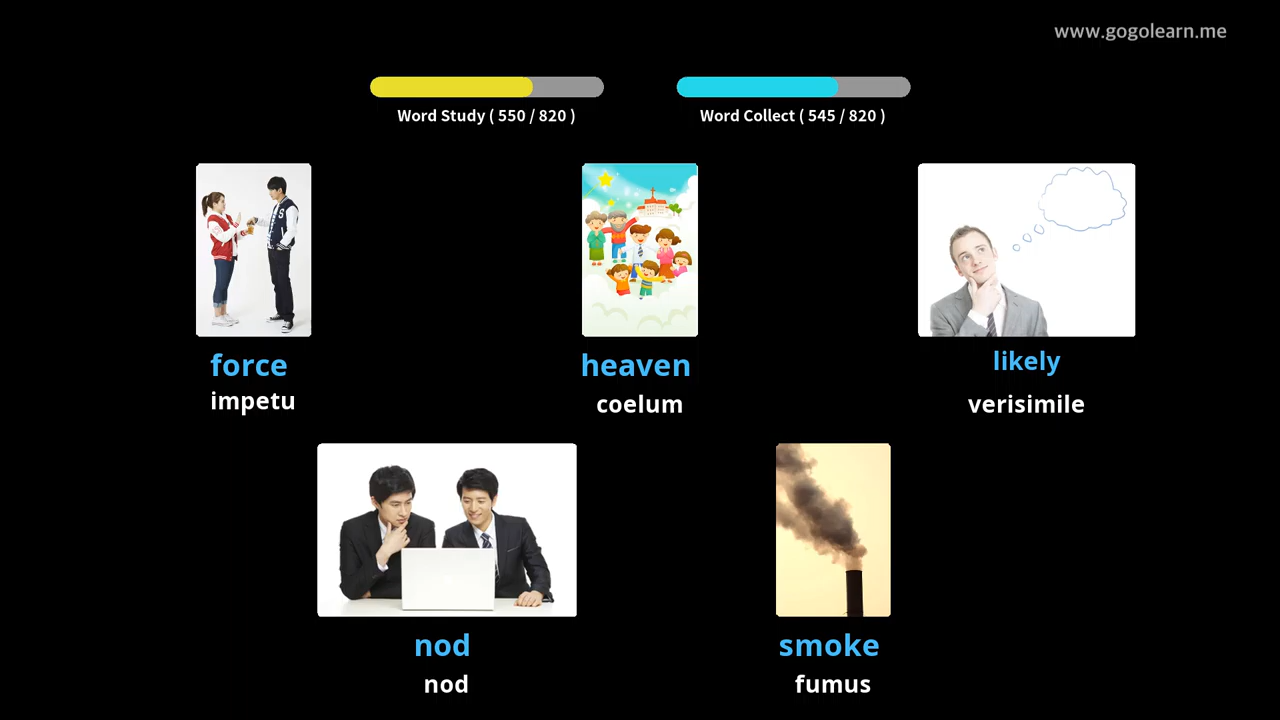 www.gogolearn.me
Word Study ( 550 / 820 )
Word Collect ( 545 / 820 )
force
impetu
heaven
coelum
likely
verisimile
nod
nod
smoke
fumus